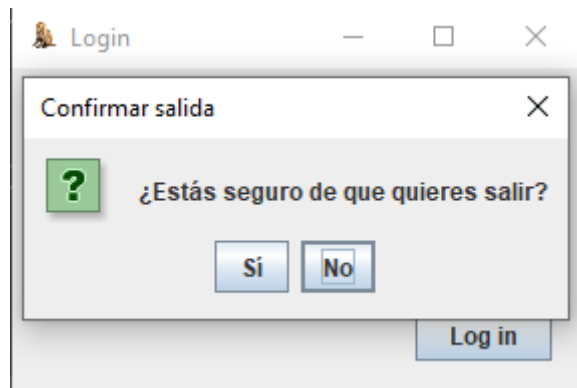 Login
Confirmar salida
?
¿Estás seguro de que quieres salir?
Sí No
Log in